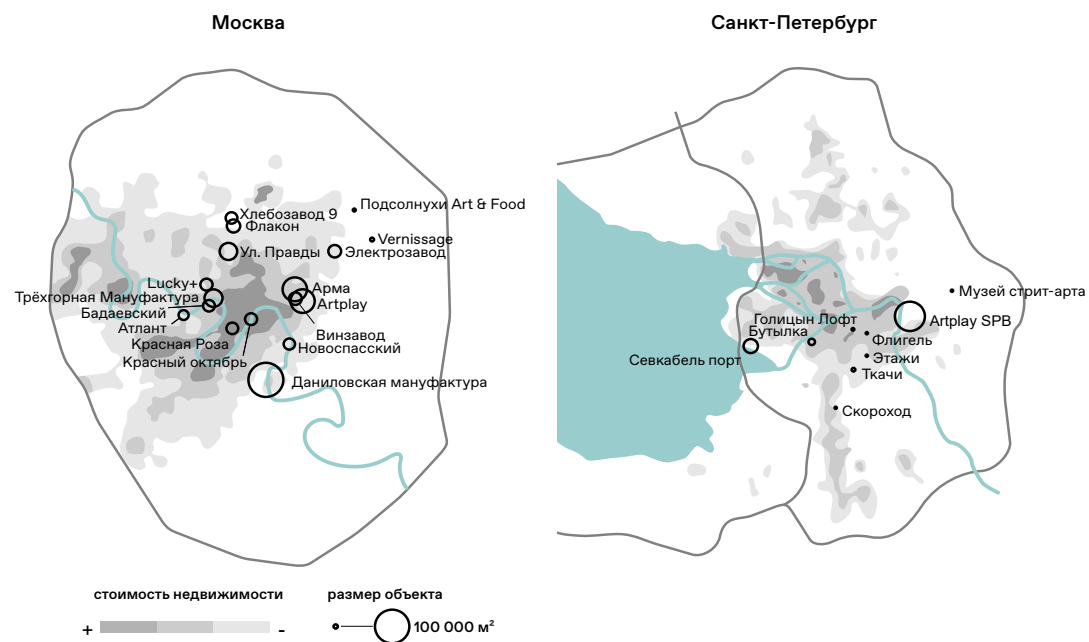 Москва
Санкт-Петербург
Подсолнухи Art & Food
Хлебозавод 9
Флакон
Vernissage
Ул. Правды
Электрозавод
Lucky+
Арма
Трёхгорная Мануфактура
Artplay
Бадаевский
Атлант
Винзавод
Красная Роза
Новоспасский
Красный октябрь
Даниловская мануфактура
Музей стрит-арта
Голицын Лофт
Artplay SPB
Бутылка
Флигель
Севкабель порт
Этажи
Ткачи
Скороход
стоимость недвижимости
размер объекта
+ -
100 000 м²